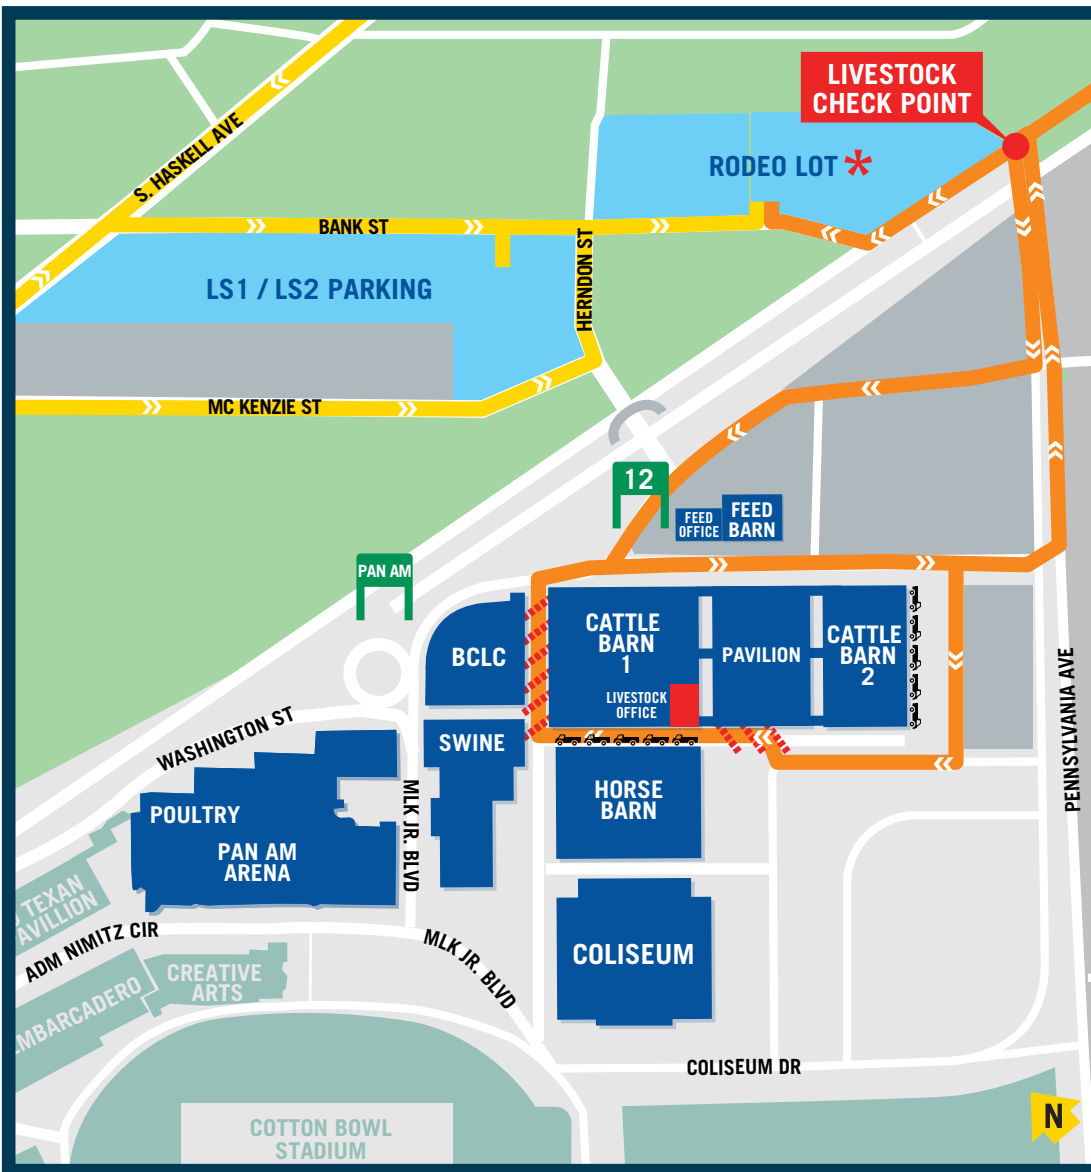 LIVESTOCK
CHECK POINT
S. HASKELL AVE
RODEO LOT *
BANK ST
HERNDON ST
LS1 / LS2 PARKING
MC KENZIE ST
12
FEED
OFFICE
FEED
BARN
PAN AM
CATTLE
BARN
1
PAVILION
CATTLE
BARN
2
BCLC
LIVESTOCK
OFFICE
WASHINGTON ST
SWINE
PENNSYLVANIA AVE
MLK JR. BLVD
HORSE
BARN
POULTRY
PAN AM
ARENA
TEXAN
ADM NIMITZ CIR
MLK JR. BLVD
COLISEUM
CREATIVE
ARTS
COLISEUM DR
N
COTTON BOWL
STADIUM